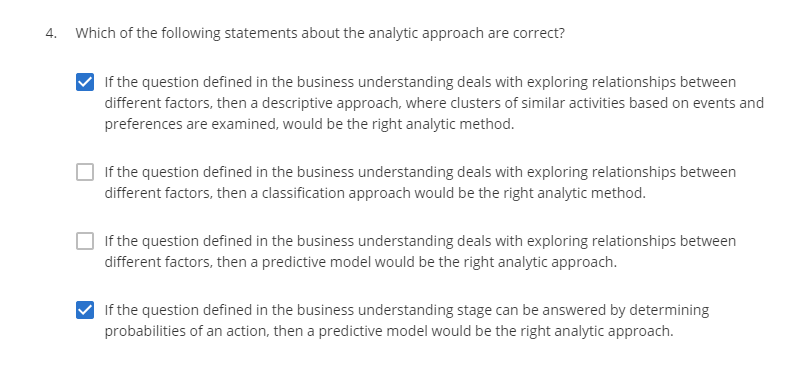 4. Which of the following statements about the analytic approach are correct?
If the question defined in the business understanding deals with exploring relationships between
different factors, then a descriptive approach, where clusters of similar activities based on events and
preferences are examined, would be the right analytic method.
If the question defined in the business understanding deals with exploring relationships between
different factors, then a classification approach would be the right analytic method.
If the question defined in the business understanding deals with exploring relationships between
different factors, then a predictive model would be the right analytic approach.
If the question defined in the business understanding stage can be answered by determining
probabilities of an action, then a predictive model would be the right analytic approach.